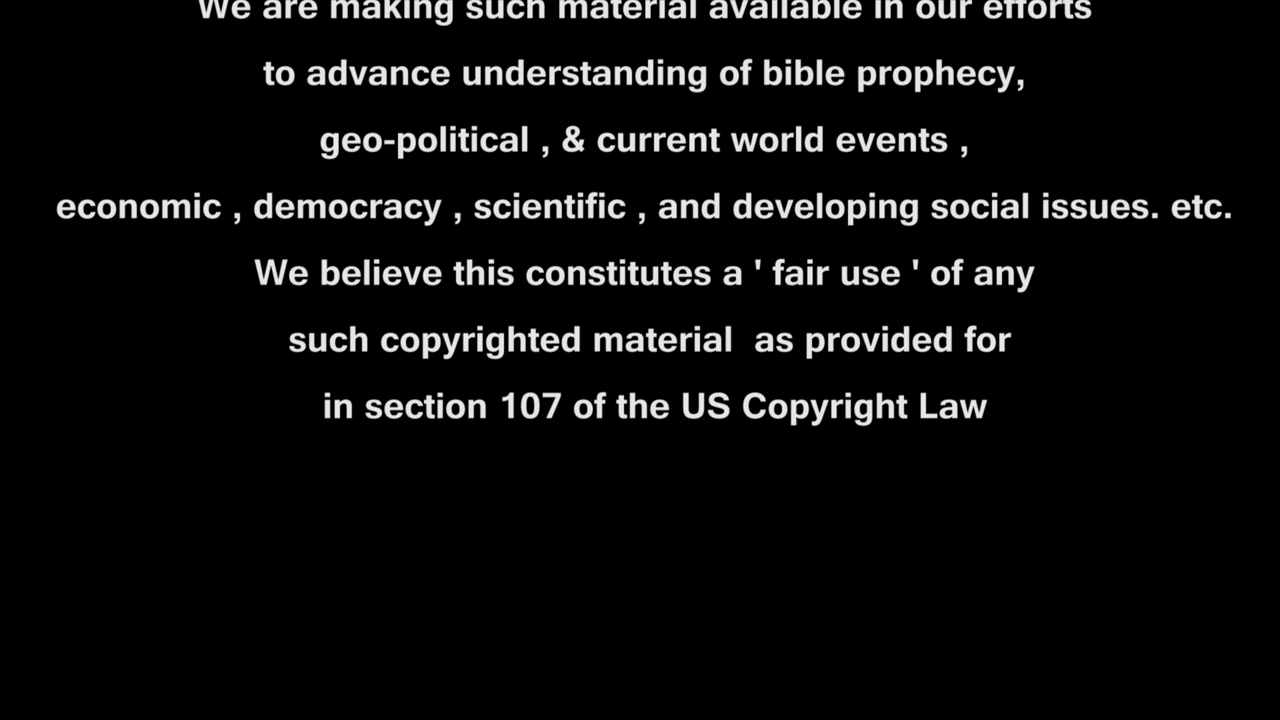 We are making such material available in our efforts
to advance understanding of bible prophecy,
geo-political , & current world events ,
economic , democracy , scientific , and developing social issues. etc.
We believe this constitutes a ' fair use ' of any
such copyrighted material  as provided for
in section 107 of the US Copyright Law